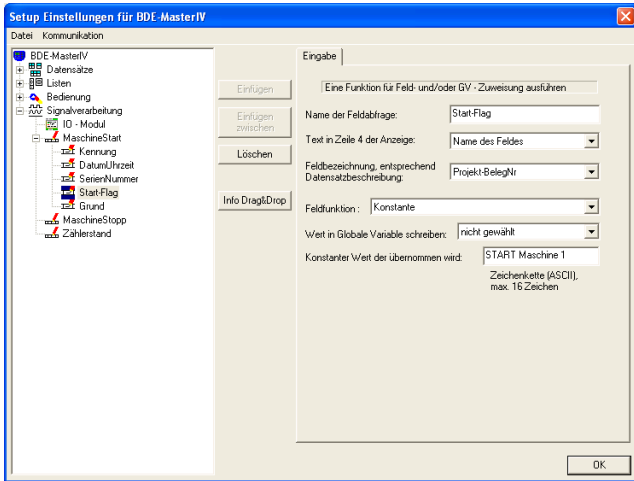 Setup Einstellungen für BDE-MasterIV
Datei Kommunikation
BDE-MasterIV
Datensätze
Listen
Bedienung
Signalverarbeitung
IO - Modul
MaschineStart
Kennung
DatumUhrzeit
SerienNummer
Start-Flag
Grund
MaschineStopp
Zählerstand
Einfügen
Einfügen
zwischen
Löschen
Info Drag&Drop
Eingabe
Eine Funktion für Feld- und/oder GV - Zuweisung ausführen
Name der Feldabfrage: Start-Flag
Text in Zeile 4 der Anzeige: Name des Feldes
Feldbezeichnung, entsprechend
Datensatzbeschreibung: Projekt-BelegNr
Feldfunktion : Konstante
Wert in Globale Variable schreiben: nicht gewählt
Konstanter Wert der übernommen wird: START Maschine 1
Zeichenkette (ASCII),
max. 16 Zeichen
OK